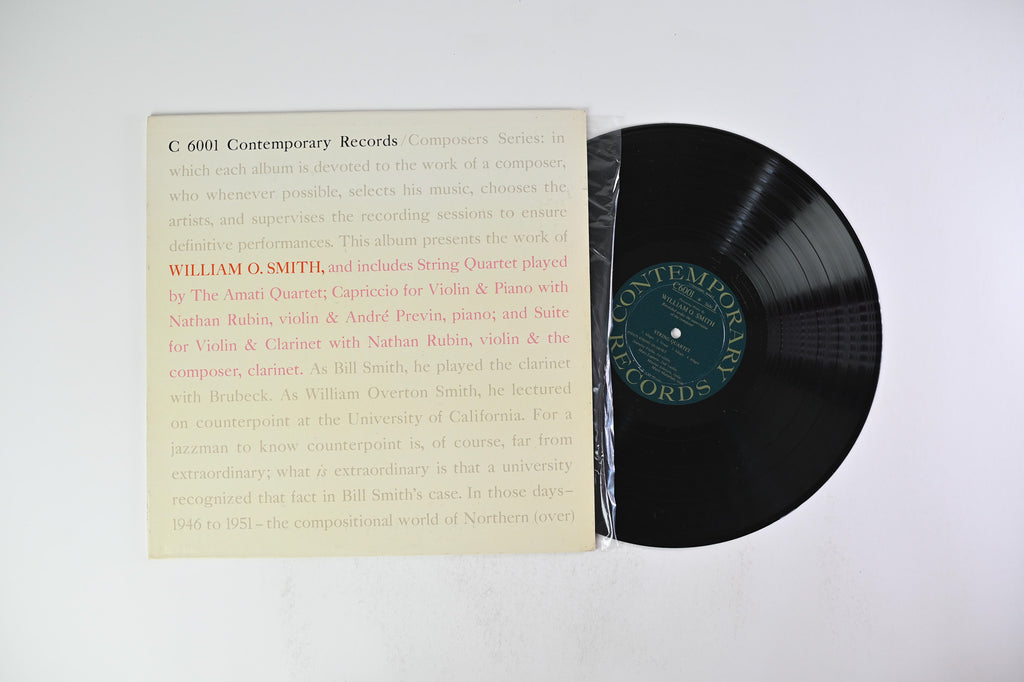 C 6001 Contemporary Records/Composers Series: in
which each album is devoted to the work of a composer,
who whenever possible, selects his music, chooses the
artists, and supervises the recording sessions to ensure
definitive performances. This album presents the work of
WILLIAM O. SMITH, and includes String Quartet played
by The Amati Quartet; Capriccio for Violin & Piano with
Nathan Rubin, violin & André Previn, piano; and Suite
for Violin & Clarinet with Nathan Rubin, violin & the
composer, clarinet. As Bill Smith, he played the clarinet
with Brubeck. As William Overton Smith, he lectured
on counterpoint at the University of California. For a
jazzman to know counterpoint is, of course, far from
extraordinary; what is extraordinary is that a university
recognized that fact in Bill Smith's case. In those days–
1946 to 1951–the compositional world of Northern (over)
CONTEMPORARY
C6001
WILLIAM O. SMITH
STRING QUARTET
RECORDS